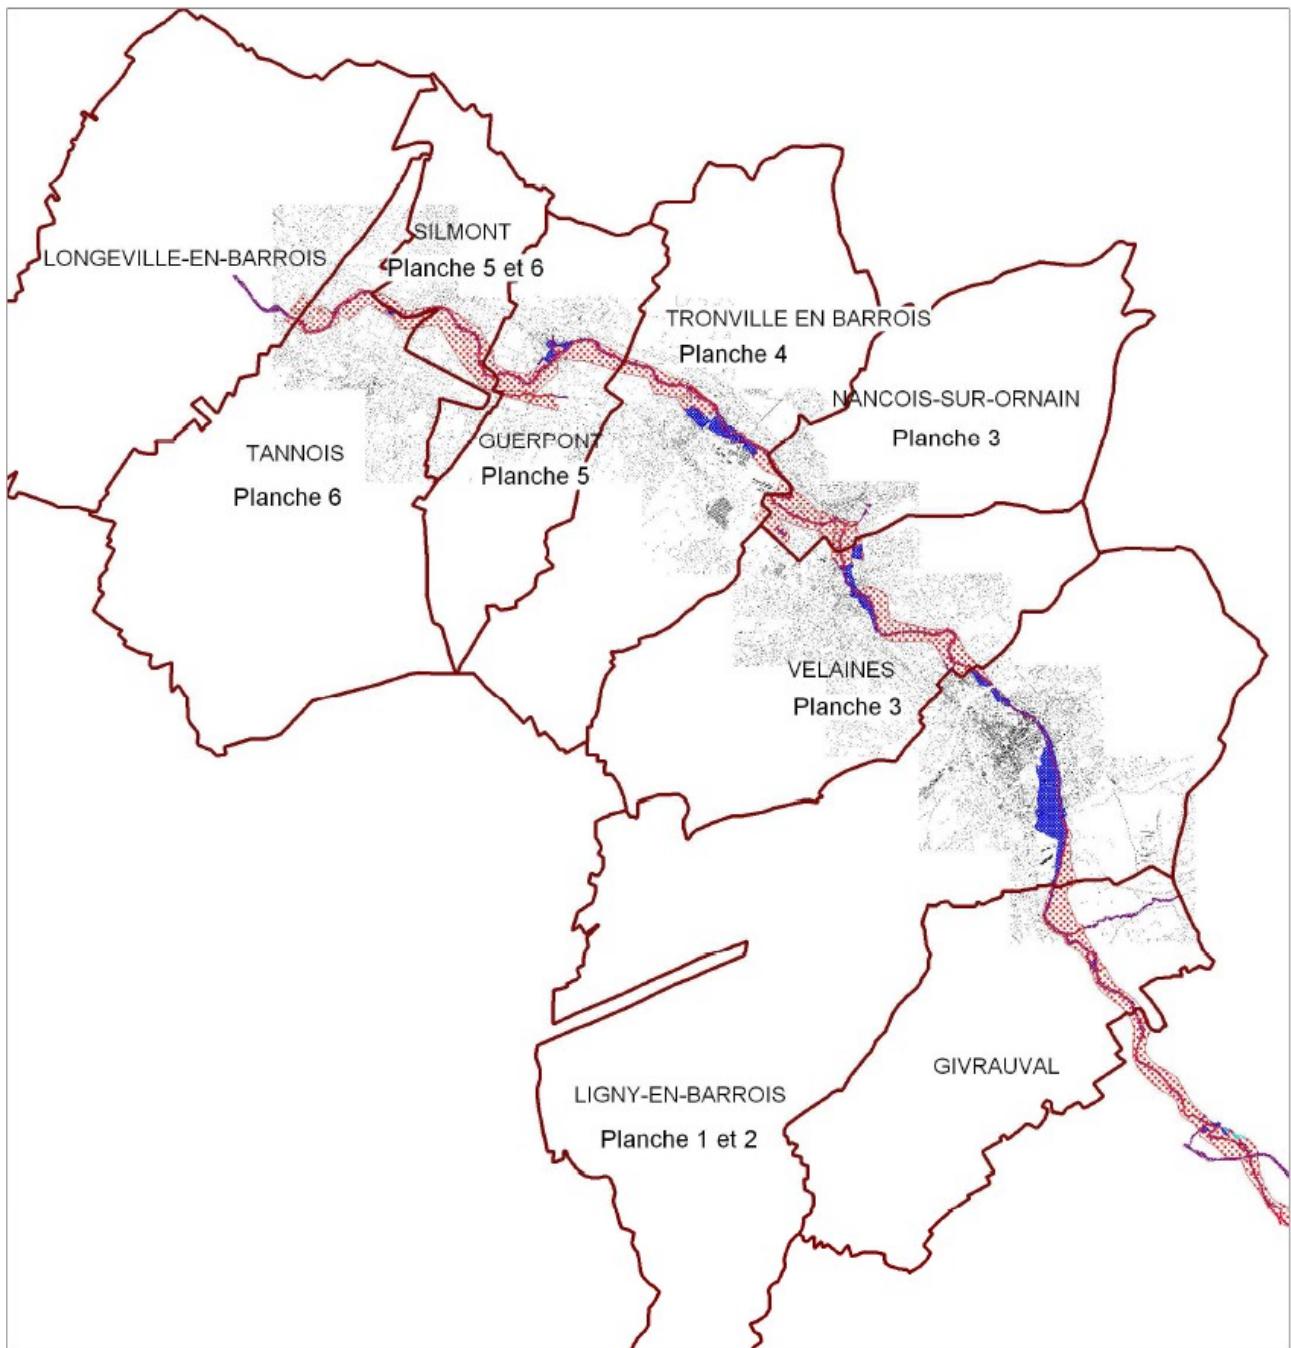 SILMONT
LONGEVILLE-EN-BARROIS
Planche 5 et 6
TRONVILLE EN BARROIS
Planche 4
NANCOIS-SUR-ORNAIN
Planche 3
GUERPONT
Planche 5
TANNOIS
Planche 6
VELAINES
Planche 3
GIVRAUVAL
LIGNY-EN-BARROIS
Planche 1 et 2